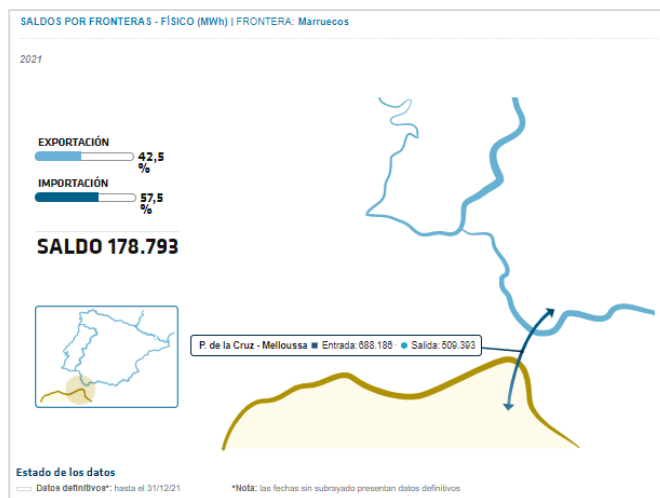 SALDOS POR FRONTERAS - FÍSICO (MWh) | FRONTERA: Marruecos
2021
EXPORTACIÓN
42,5
%
IMPORTACIÓN
57,5
%
SALDO 178.793
P. de la Cruz - Melloussa ■ Entrada: 688.186 · ● Salida: 509.393
Estado de los datos
Datos definitivos*: hasta el 31/12/21
*Nota: las fechas sin subrayado presentan datos definitivos